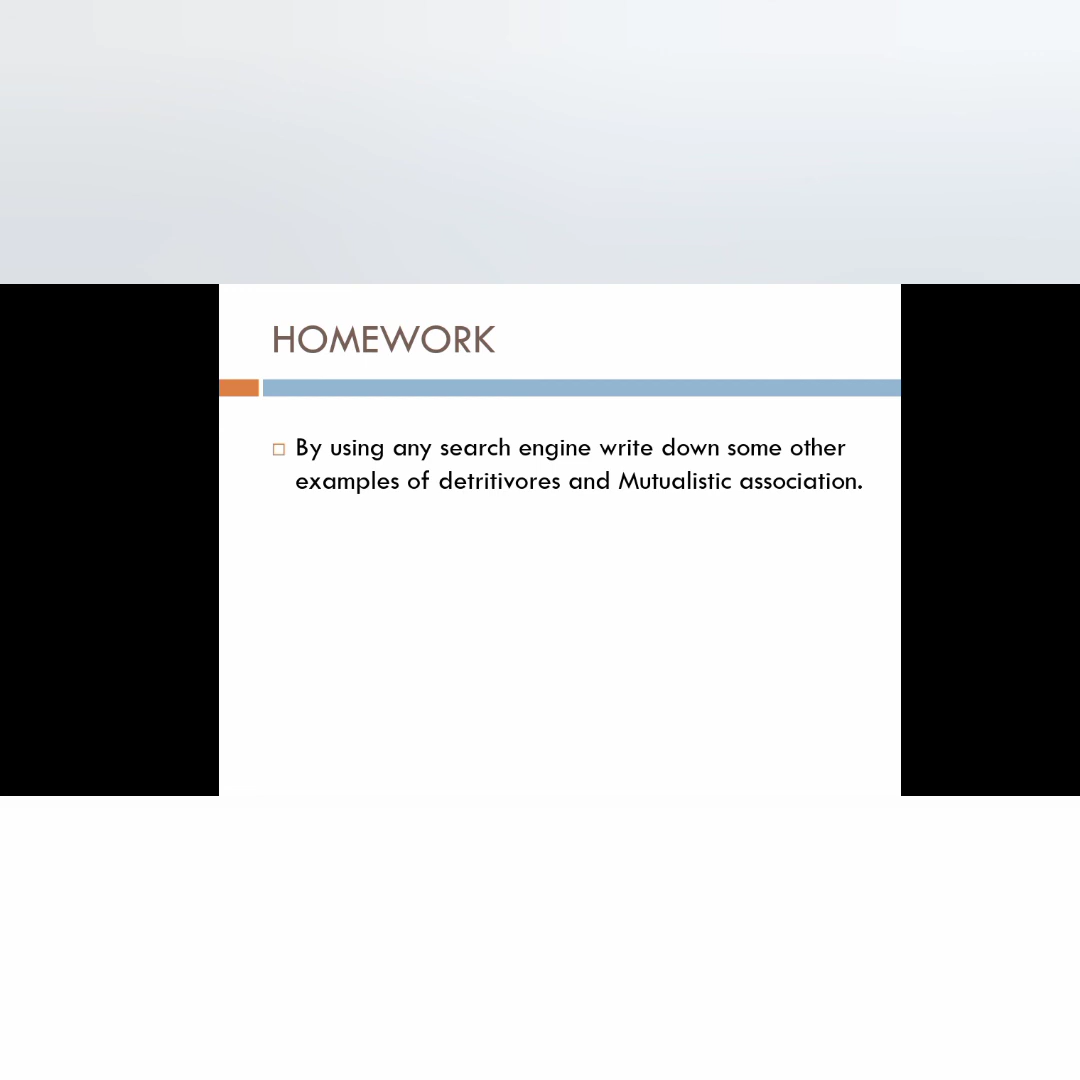 HOMEWORK
By using any search engine write down some other
examples of detritivores and Mutualistic association.